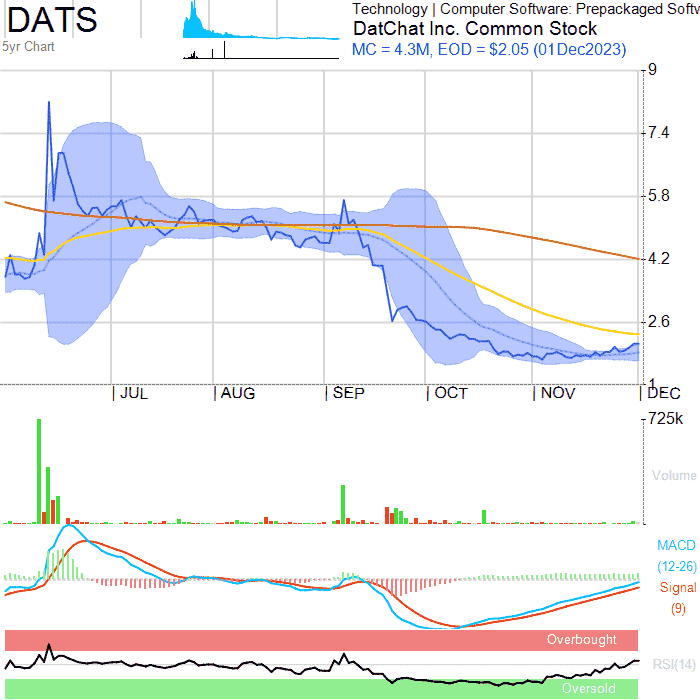 DATS
5yr Chart
Technology | Computer Software: Prepackaged Softw
DatChat Inc. Common Stock
MC = 4.3M, EOD = $2.05 (01Dec2023)
9
7.4
5.8
4.2
2.6
1
JUL
AUG
SEP
OCT
NOV
DEC
725k
Volume
MACD
(12-26)
Signal
(9)
Overbought
RSI(14)
Oversold